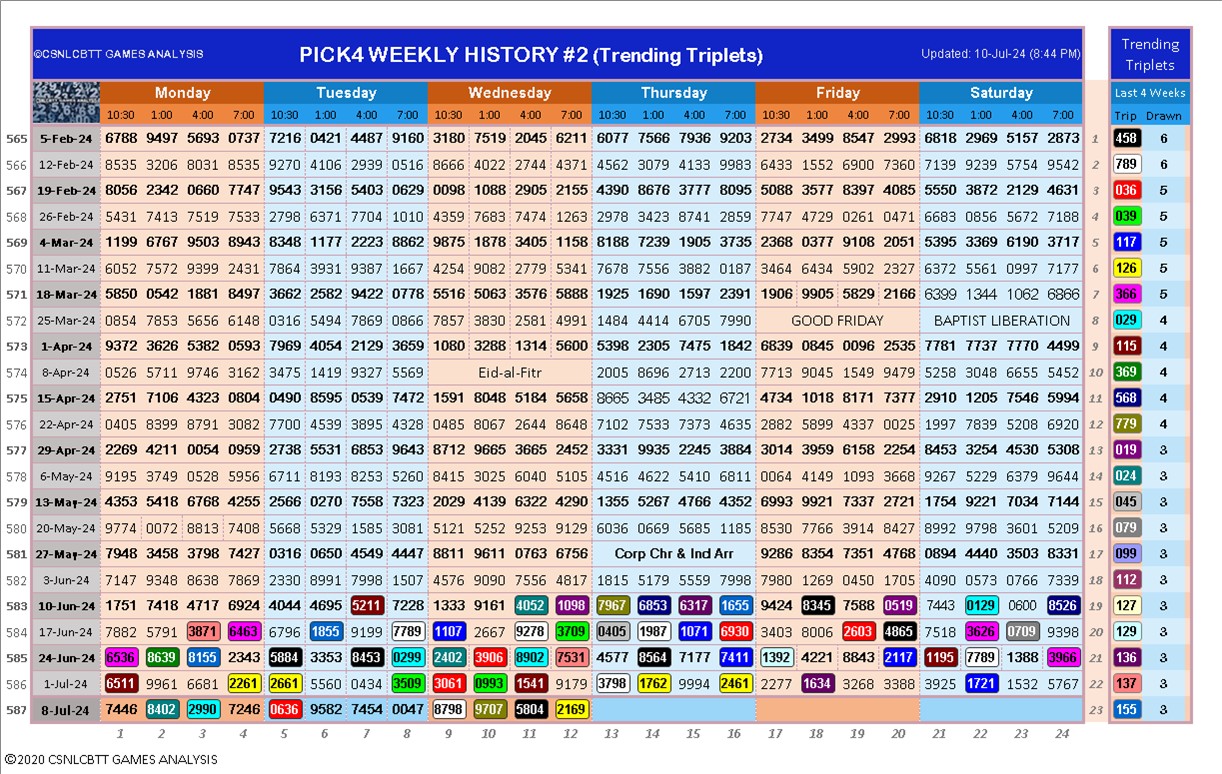 ©CSNLCBTT GAMES ANALYSIS PICK4 WEEKLY HISTORY #2 (Trending Triplets) Updated: 10-Jul-24 (8:44 PM) Trending Triplets
Monday Tuesday Wednesday Thursday Friday Saturday Last 4 Weeks
10:30 1:00 4:00 7:00 10:30 1:00 4:00 7:00 10:30 1:00 4:00 7:00 10:30 1:00 4:00 7:00 10:30 1:00 4:00 7:00 10:30 1:00 4:00 7:00 Trip Drawn
565 5-Feb-24 6788 9497 5693 0737 7216 0421 4487 9160 3180 7519 2045 6211 6077 7566 7936 9203 2734 3499 8547 2993 6818 2969 5157 2873 1 458 6
566 12-Feb-24 8535 3206 8031 8535 9270 4106 2939 0516 8666 4022 2744 4371 4562 3079 4133 9983 6433 1552 6900 7360 7139 9239 5754 9542 2 789 6
567 19-Feb-24 8056 2342 0660 7747 9543 3156 5403 0629 0098 1088 2905 2155 4390 8676 3777 8095 5088 3577 8397 4085 5550 3872 2129 4631 3 036 5
568 26-Feb-24 5431 7413 7519 7533 2798 6371 7704 1010 4359 7683 7474 1263 2978 3423 8741 2859 7747 4729 0261 0471 6683 0856 5672 7188 4 039 5
569 4-Mar-24 1199 6767 9503 8943 8348 1177 2223 8862 9875 1878 3405 1158 8188 7239 1905 3735 2368 0377 9108 2051 5395 3369 6190 3717 5 117 5
570 11-Mar-24 6052 7572 9399 2431 7864 3931 9387 1667 4254 9082 2779 5341 7678 7556 3882 0187 3464 6434 5902 2327 6372 5561 0997 7177 6 126 5
571 18-Mar-24 5850 0542 1881 8497 3662 2582 9422 0778 5516 5063 3576 5888 1925 1690 1597 2391 1906 9905 5829 2166 6399 1344 1062 6866 7 366 5
572 25-Mar-24 0854 7853 5656 6148 0316 5494 7869 0866 7857 3830 2581 4991 1484 4414 6705 7990 GOOD FRIDAY BAPTIST LIBERATION 8 029 4
573 1-Apr-24 9372 3626 5382 0593 7969 4054 2129 3659 1080 3288 1314 5600 5398 2305 7475 1842 6839 0845 0096 2535 7781 7737 7770 4499 9 115 4
574 8-Apr-24 0526 5711 9746 3162 3475 1419 9327 5569 Eid-al-Fitr 2005 8696 2713 2200 7713 9045 1549 9479 5258 3048 6655 5452 10 369 4
575 15-Apr-24 2751 7106 4323 0804 0490 8595 0539 7472 1591 8048 5184 5658 8665 3485 4332 6721 4734 1018 8171 7377 2910 1205 7546 5994 11 568 4
576 22-Apr-24 0405 8399 8791 3082 7700 4539 3895 4328 0485 8067 2644 8648 7102 7533 7373 4635 2882 5899 4337 0025 1997 7839 5208 6920 12 779 4
577 29-Apr-24 2269 4211 0054 0959 2738 5531 6853 9643 8712 9665 3665 2452 3331 9935 2245 3884 3014 3959 6158 2254 8453 3254 4530 5308 13 019 3
578 6-May-24 9195 3749 0528 5956 6711 8193 8253 5260 8415 3025 6040 5105 4516 4622 5410 6811 0064 4149 1093 3668 9267 5229 6379 9644 14 024 3
579 13-May-24 4353 5418 6768 4255 2566 0270 7558 7323 2029 4139 6322 4290 1355 5267 4766 4352 6993 9921 7337 2721 1754 9221 7034 7144 15 045 3
580 20-May-24 9774 0072 8813 7408 5668 5329 1585 3081 5121 5252 9253 9129 6036 0669 5685 1185 8530 7766 3914 8427 8992 9798 3601 5209 16 079 3
581 27-May-24 7948 3458 3798 7427 0316 0650 4549 4447 8811 9611 0763 6756 Corp Chr & Ind Arr 9286 8354 7351 4768 0894 4440 3503 8331 17 099 3
582 3-Jun-24 7147 9348 8638 7869 2330 8991 7998 1507 4576 9090 7556 4817 1815 5179 5559 7998 7980 1269 0450 1705 4090 0573 0766 7339 18 112 3
583 10-Jun-24 1751 7418 4717 6924 4044 4695 5211 7228 1333 9161 4052 1098 7967 6853 6317 1655 9424 8345 7588 0519 7443 0129 0600 8526 19 127 3
584 17-Jun-24 7882 5791 3871 6463 6796 1855 9199 7789 1107 2667 9278 3709 0405 1987 1071 6930 3403 8006 2603 4865 7518 3626 0709 9398 20 129 3
585 24-Jun-24 6536 8639 8155 2343 5884 3353 8453 0299 2402 3906 8902 7531 4577 8564 7177 7411 1392 4221 8843 2117 1195 7789 1388 3966 21 136 3
586 1-Jul-24 6511 9961 6681 2261 2661 5560 0434 3509 3061 0993 1541 9179 3798 1762 9994 2461 2277 1634 3268 3388 3925 1721 1532 5767 22 137 3
587 8-Jul-24 7446 8402 2990 7246 0636 9582 7454 0047 8798 9707 5804 2169 23 155 3
1 2 3 4 5 6 7 8 9 10 11 12 13 14 15 16 17 18 19 20 21 22 23 24
©2020 CSNLCBTT GAMES ANALYSIS